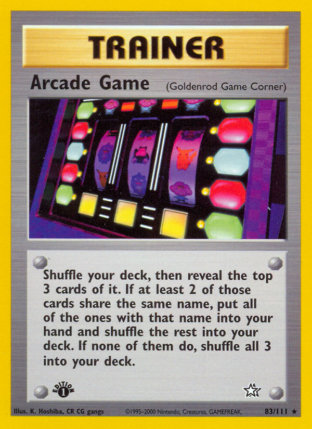 TRAINER
Arcade Game (Goldenrod Game Corner)
Shuffle your deck, then reveal the top
3 cards of it. If at least 2 of those
cards share the same name, put all
of the ones with that name into your
hand and shuffle the rest into your
deck. If none of them do, shuffle all 3
into your deck.
EDITION
1
Illus. K. Hoshiba, CR CG gangs ©1995-2000 Nintendo, Creatures, GAMEFREAK. 83/111 ★